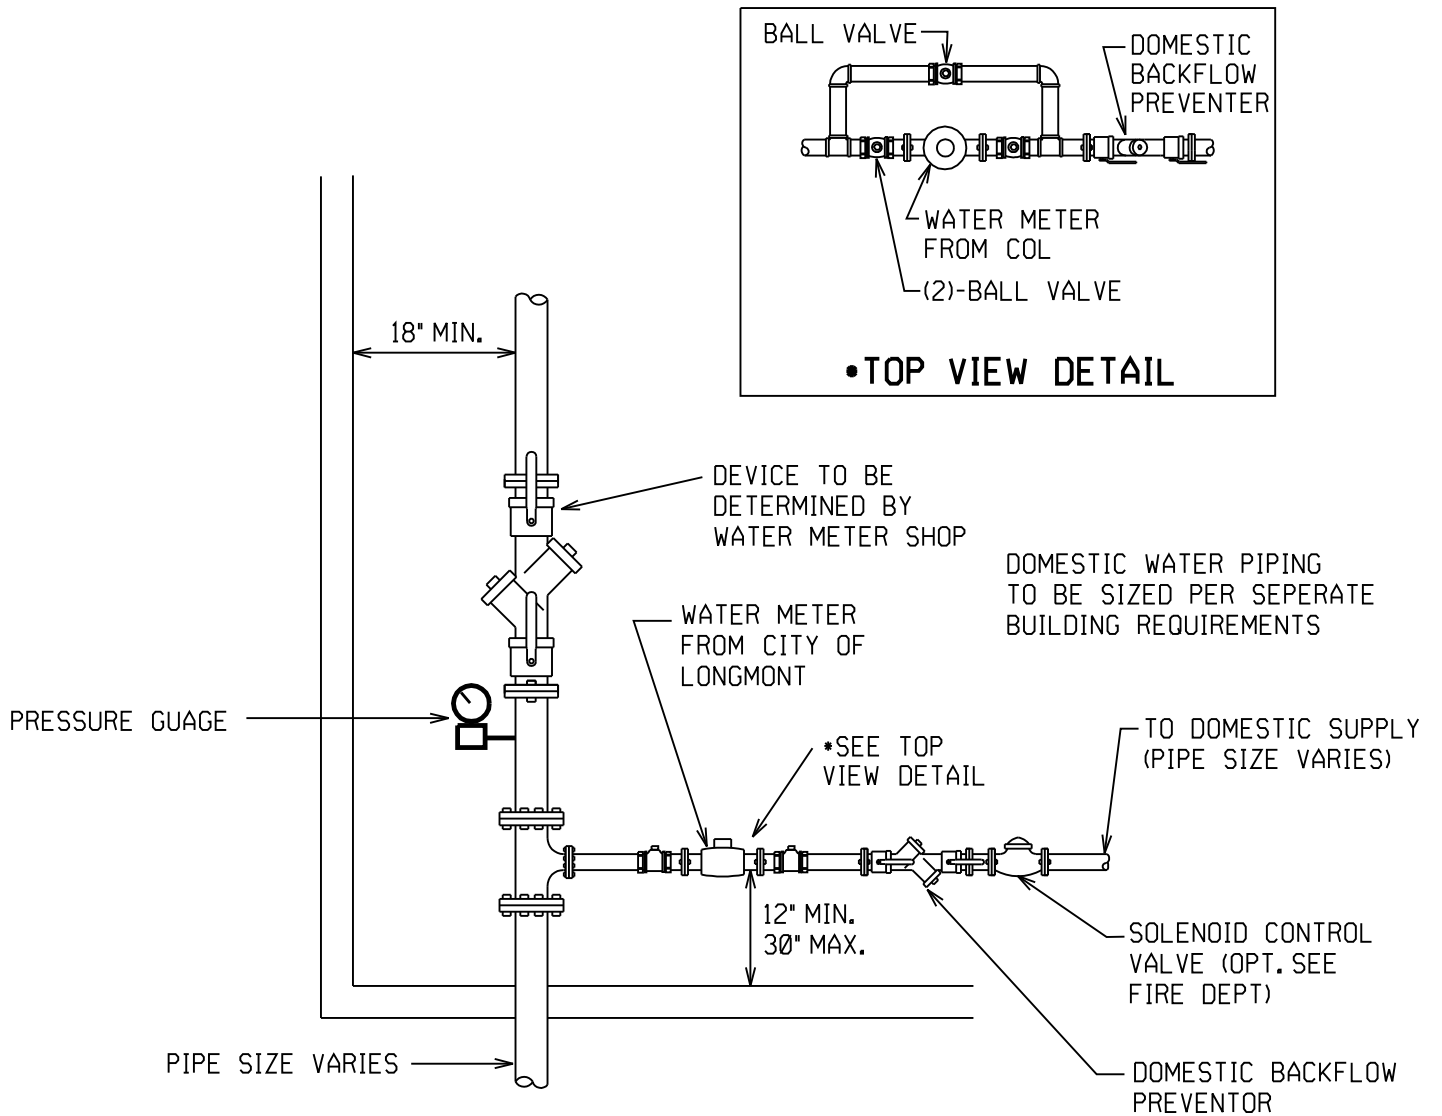 BALL VALVE
DOMESTIC
BACKFLOW
PREVENTER
WATER METER
FROM COL
(2)-BALL VALVE
*TOP VIEW DETAIL
18" MIN.
DEVICE TO BE
DETERMINED BY
WATER METER SHOP
DOMESTIC WATER PIPING
TO BE SIZED PER SEPERATE
BUILDING REQUIREMENTS
WATER METER
FROM CITY OF
LONGMONT
PRESSURE GUAGE
*SEE TOP
VIEW DETAIL
TO DOMESTIC SUPPLY
(PIPE SIZE VARIES)
12" MIN.
30" MAX.
SOLENOID CONTROL
VALVE (OPT. SEE
FIRE DEPT)
PIPE SIZE VARIES
DOMESTIC BACKFLOW
PREVENTOR